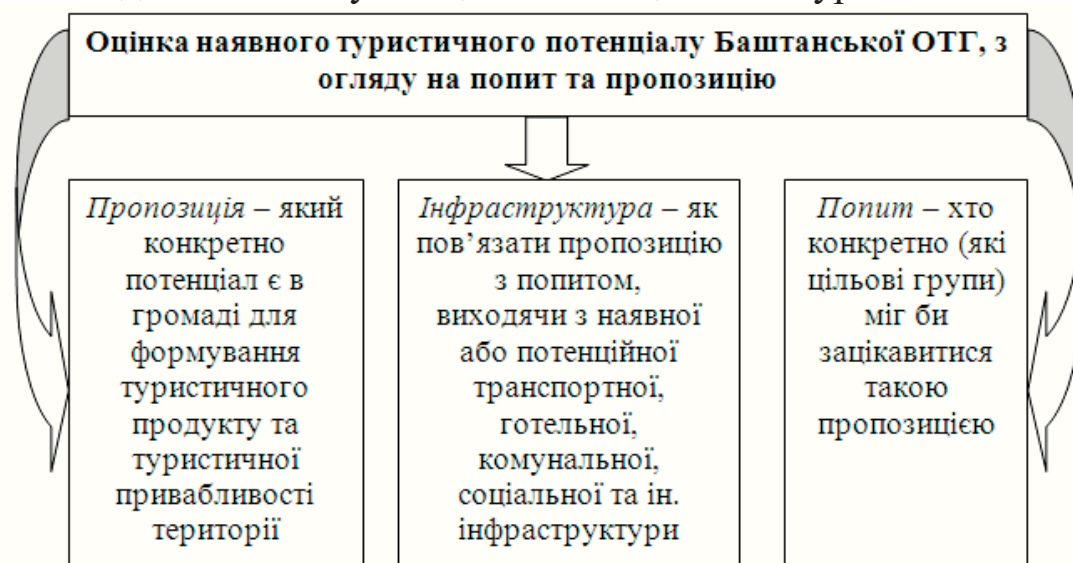 Оцінка наявного туристичного потенціалу Баштанської ОТГ, з
огляду на попит та пропозицію
Пропозиція – який
конкретно
потенціал є в
громаді для
формування
туристичного
продукту та
туристичної
привабливості
території
Інфраструктура – як
пов’язати пропозицію
з попитом,
виходячи з наявної
або потенційної
транспортної,
готельної,
комунальної,
соціальної та ін.
інфраструктури
Попит – хто
конкретно (які
цільові групи)
міг би
зацікавитися
такою
пропозицією